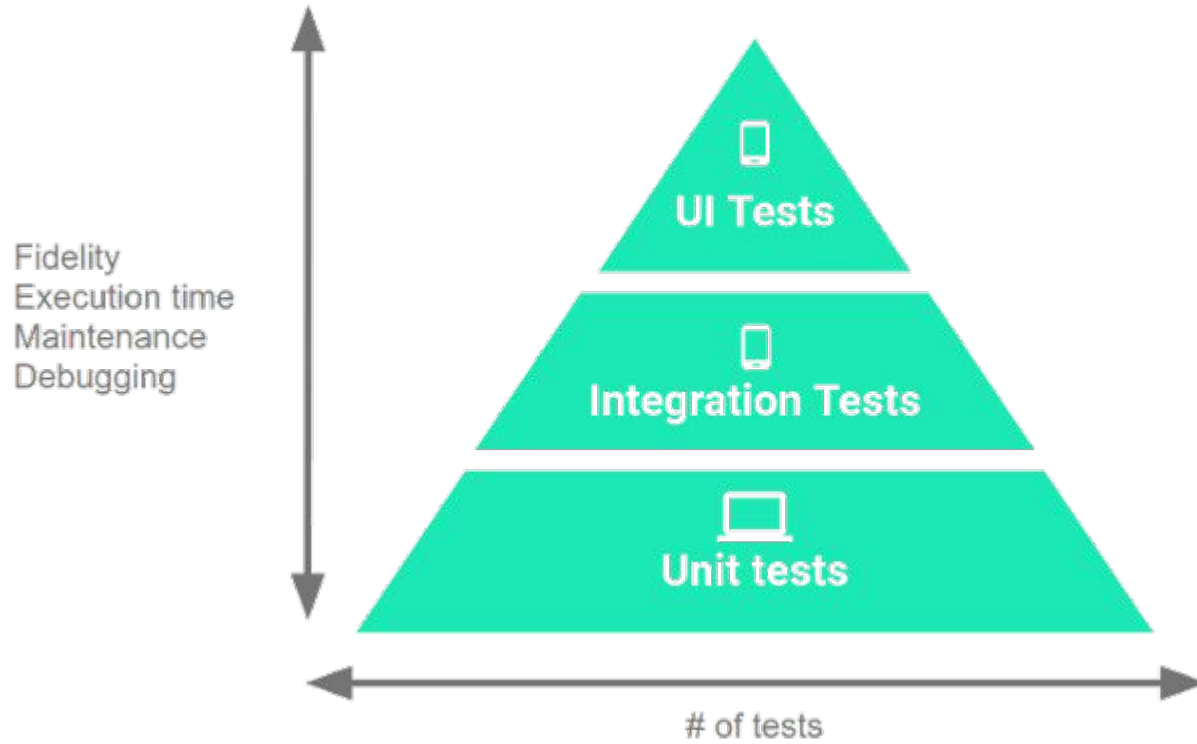 UI Tests
Fidelity
Execution time
Maintenance
Debugging
Integration Tests
Unit tests
# of tests